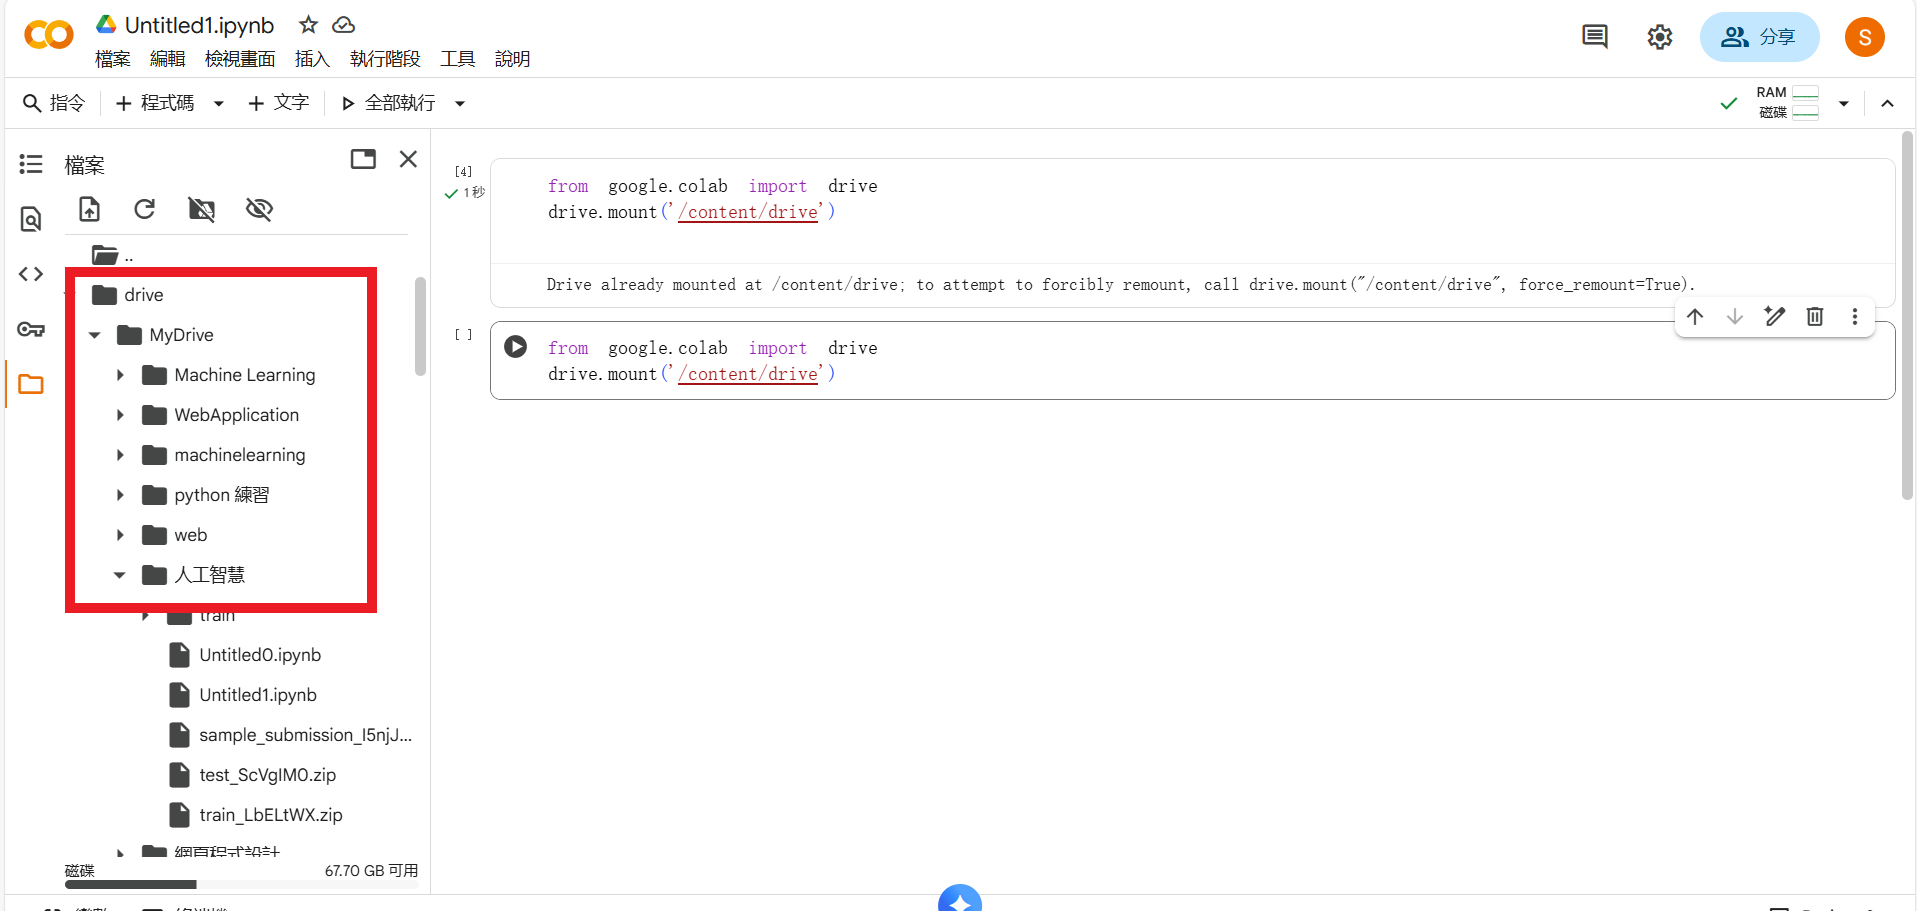 Untitled1.ipynb
檔案 編輯 檢視畫面 插入 執行階段 工具 說明
分享
S
指令 + 程式碼 + 文字 全部執行
RAM
磁碟
檔案
..
drive
MyDrive
Machine Learning
WebApplication
machinelearning
python 練習
web
人工智慧
train
Untitled0.ipynb
Untitled1.ipynb
sample_submission_I5njJ...
test_ScVgIM0.zip
train_LbELtWX.zip
網頁程式設計
磁碟 67.70 GB 可用
[4]
1 秒
from google.colab import drive
drive.mount('/content/drive')
Drive already mounted at /content/drive; to attempt to forcibly remount, call drive.mount("/content/drive", force_remount=True).
[ ]
from google.colab import drive
drive.mount('/content/drive')